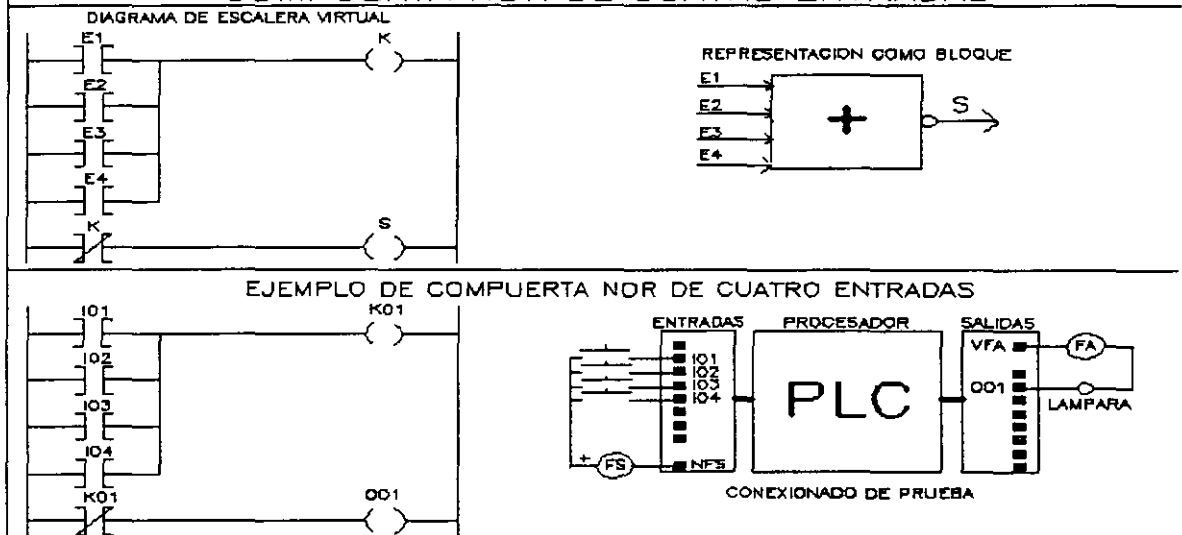 DIAGRAMA DE ESCALERA VIRTUAL
E1
K
E2
E3
E4
K
S
REPRESENTACION COMO BLOQUE
E1
E2
E3
E4
+
S
EJEMPLO DE COMPUERTA NOR DE CUATRO ENTRADAS
I01
K01
I02
I03
I04
K01
001
ENTRADAS
PROCESADOR
SALIDAS
I01
I02
I03
I04
+
FS
NFS
PLC
VFA
FA
001
LAMPARA
CONEXIONADO DE PRUEBA